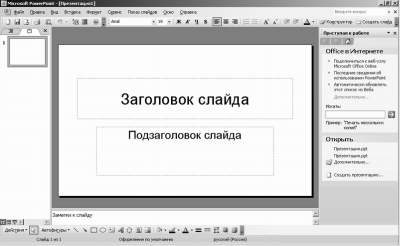 Microsoft PowerPoint - [Презентация1]
Файл Правка Вид Вставка Формат Сервис Показ слайдов Окно Справка Введите вопрос
Arial 18 Ж К Ч S Конструктор Создать слайд
Приступая к работе
1
Заголовок слайда
Подзаголовок слайда
Office в Интернете
Подключиться к веб-узлу Microsoft Office Online
Последние сведения об использовании PowerPoint
Автоматически обновлять этот список из Веба
Дополнительно...
Искать:
Пример: "Печать нескольких копий"
Открыть
Презентация.ppt
Презентация.ppt
Дополнительно...
Создать презентацию...
Заметки к слайду
Действия Автофигуры
Слайд 1 из 1 Оформление по умолчанию русский (Россия)